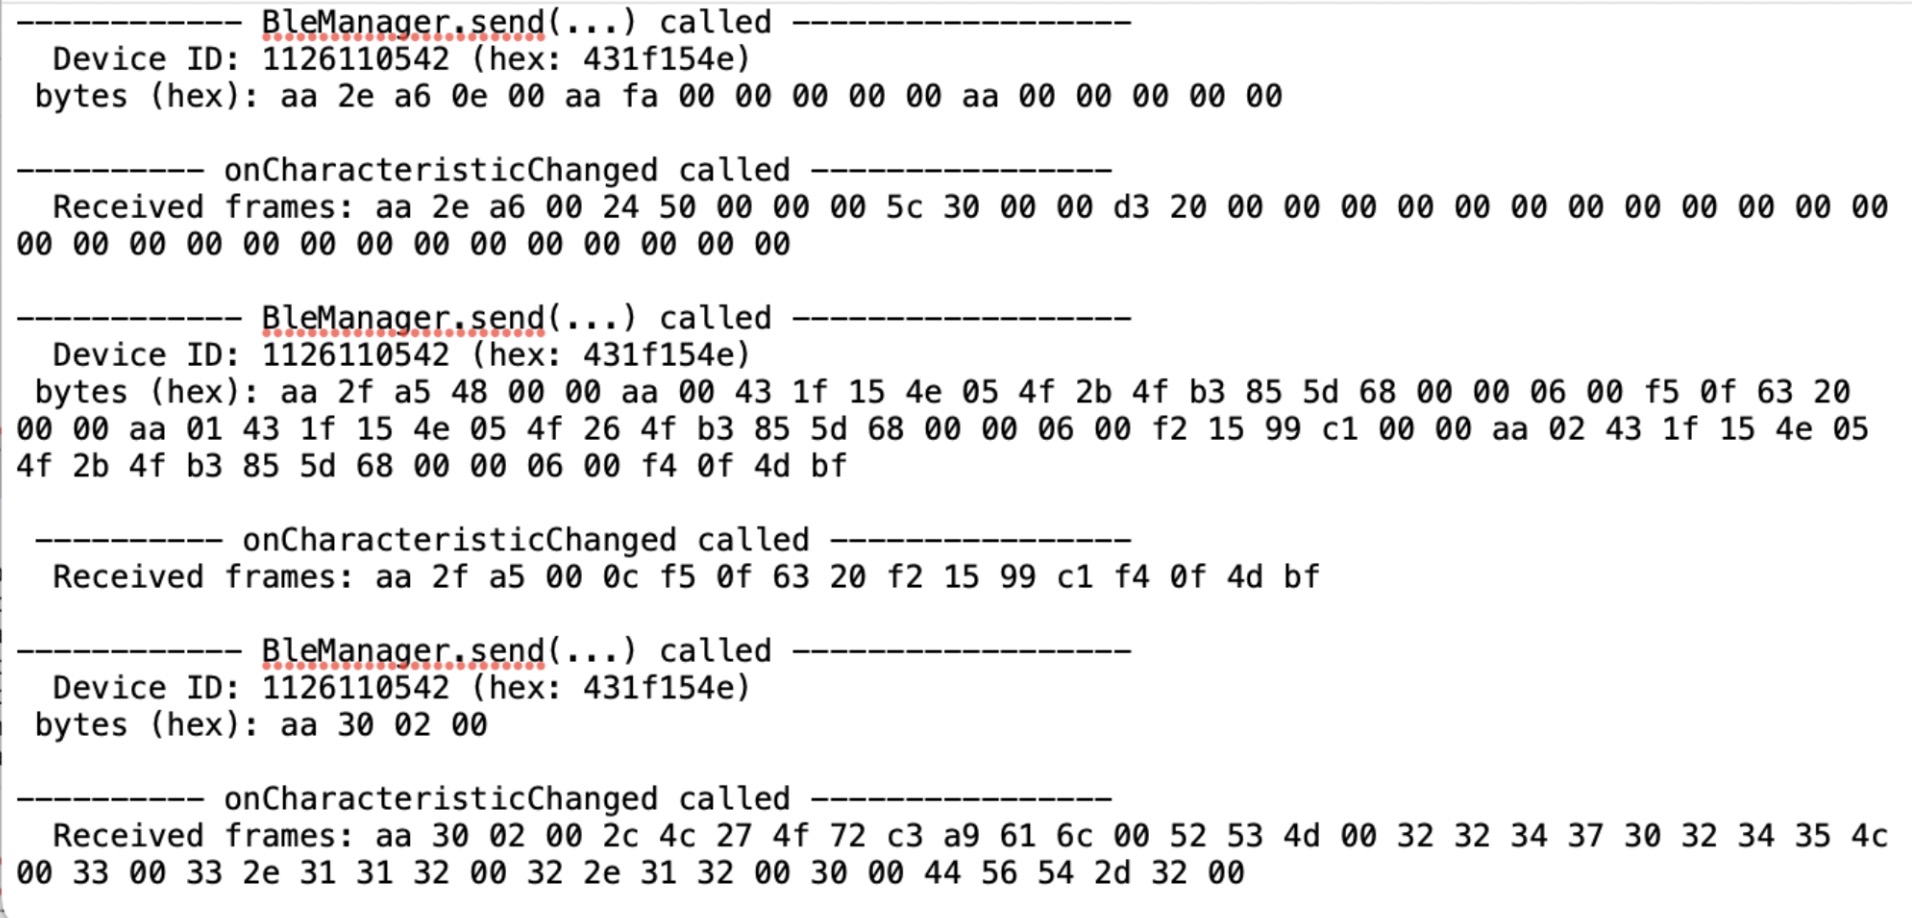 ------------ BleManager.send(...) called ------------------
Device ID: 1126110542 (hex: 431f154e)
bytes (hex): aa 2e a6 0e 00 aa fa 00 00 00 00 00 aa 00 00 00 00 00
---------- onCharacteristicChanged called ----------------
Received frames: aa 2e a6 00 24 50 00 00 00 5c 30 00 00 d3 20 00 00 00 00 00 00 00 00 00 00 00 00
00 00 00 00 00 00 00 00 00 00 00 00 00 00
------------ BleManager.send(...) called ------------------
Device ID: 1126110542 (hex: 431f154e)
bytes (hex): aa 2f a5 48 00 00 aa 00 43 1f 15 4e 05 4f 2b 4f b3 85 5d 68 00 00 06 00 f5 0f 63 20
00 00 aa 01 43 1f 15 4e 05 4f 26 4f b3 85 5d 68 00 00 06 00 f2 15 99 c1 00 00 aa 02 43 1f 15 4e 05
4f 2b 4f b3 85 5d 68 00 00 06 00 f4 0f 4d bf
---------- onCharacteristicChanged called ----------------
Received frames: aa 2f a5 00 0c f5 0f 63 20 f2 15 99 c1 f4 0f 4d bf
------------ BleManager.send(...) called ------------------
Device ID: 1126110542 (hex: 431f154e)
bytes (hex): aa 30 02 00
---------- onCharacteristicChanged called ----------------
Received frames: aa 30 02 00 2c 4c 27 4f 72 c3 a9 61 6c 00 52 53 4d 00 32 32 34 37 30 32 34 35 4c
00 33 00 33 2e 31 31 32 00 32 2e 31 32 00 30 00 44 56 54 2d 32 00